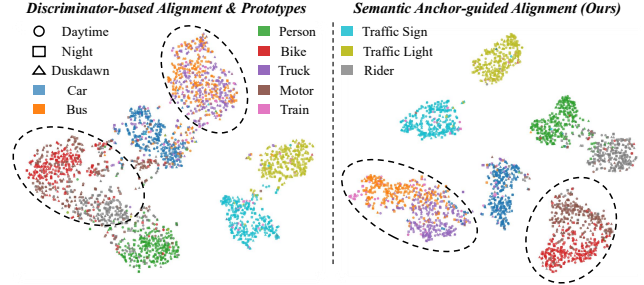 Discriminator-based Alignment & Prototypes
Semantic Anchor-guided Alignment (Ours)
Daytime
Night
Duskdawn
Car
Bus
Person
Bike
Truck
Motor
Train
Traffic Sign
Traffic Light
Rider